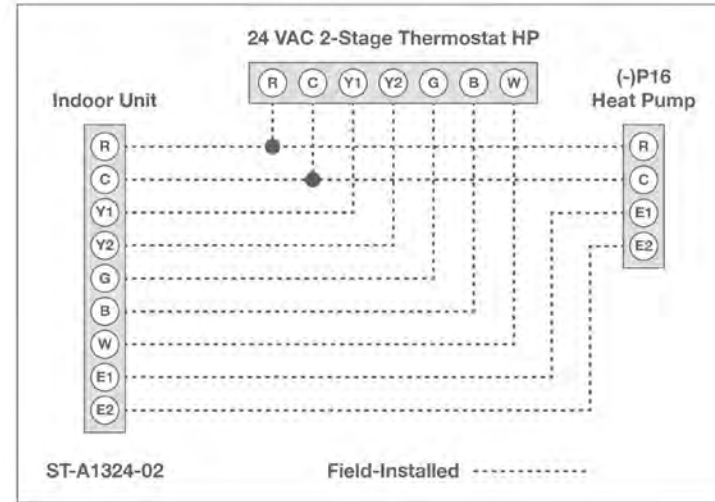 24 VAC 2-Stage Thermostat HP
R C Y1 Y2 G B W
Indoor Unit
R
C
Y1
Y2
G
B
W
E1
E2
(-)P16
Heat Pump
R
C
E1
E2
ST-A1324-02
Field-Installed